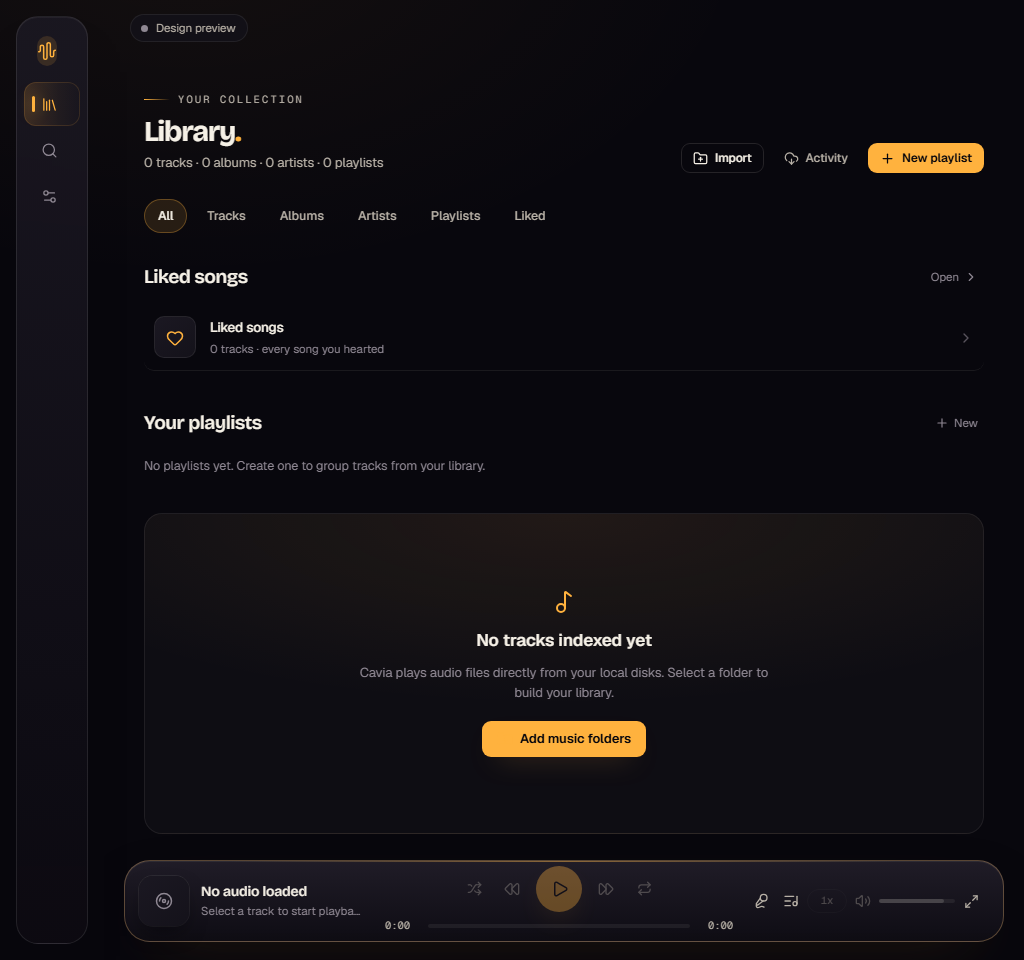 Design preview
YOUR COLLECTION
Library.
0 tracks · 0 albums · 0 artists · 0 playlists
Import
Activity
New playlist
All
Tracks
Albums
Artists
Playlists
Liked
Liked songs
Open
Liked songs
0 tracks · every song you hearted
Your playlists
New
No playlists yet. Create one to group tracks from your library.
No tracks indexed yet
Cavia plays audio files directly from your local disks. Select a folder to
build your library.
Add music folders
No audio loaded
Select a track to start playba...
0:00
0:00
1x